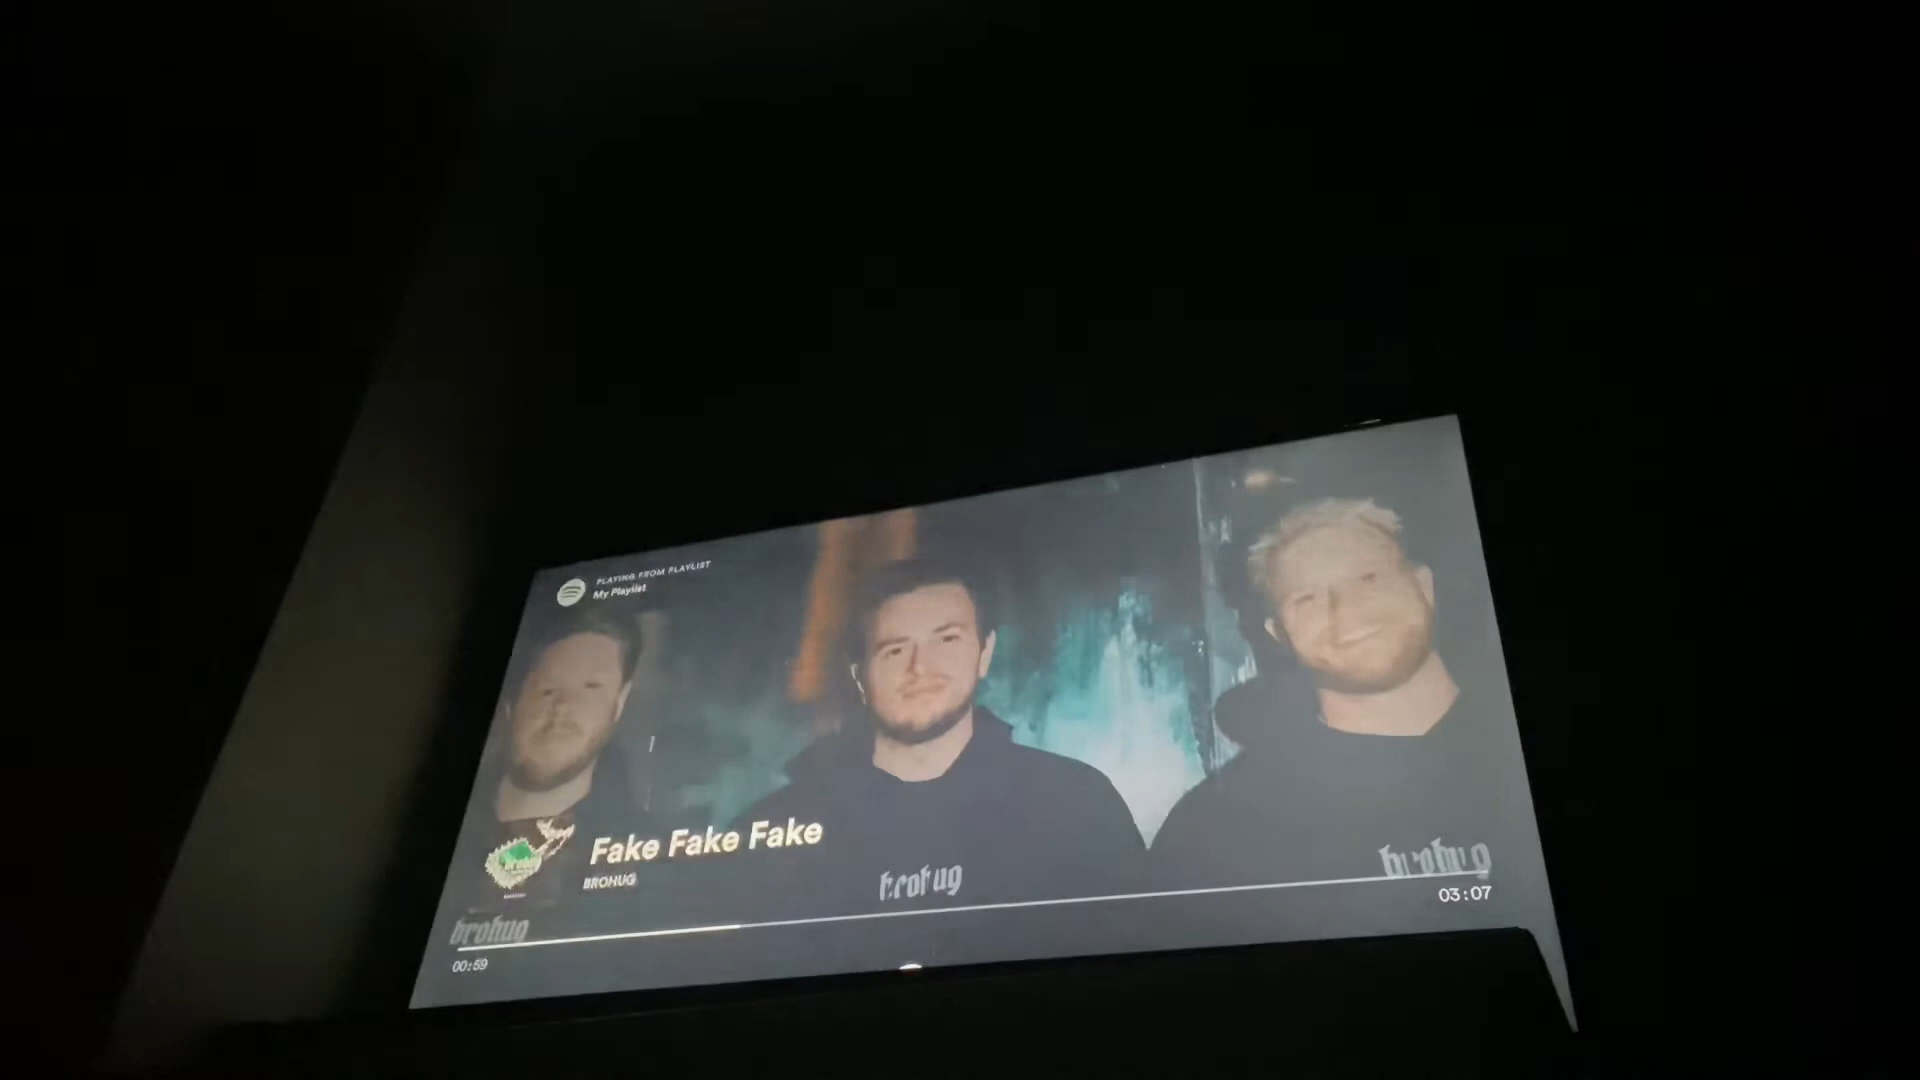 PLAYING FROM PLAYLIST
My Playlist
Fake Fake Fake
BROHUG
brohug
brohug
brohug
03:07
00:59